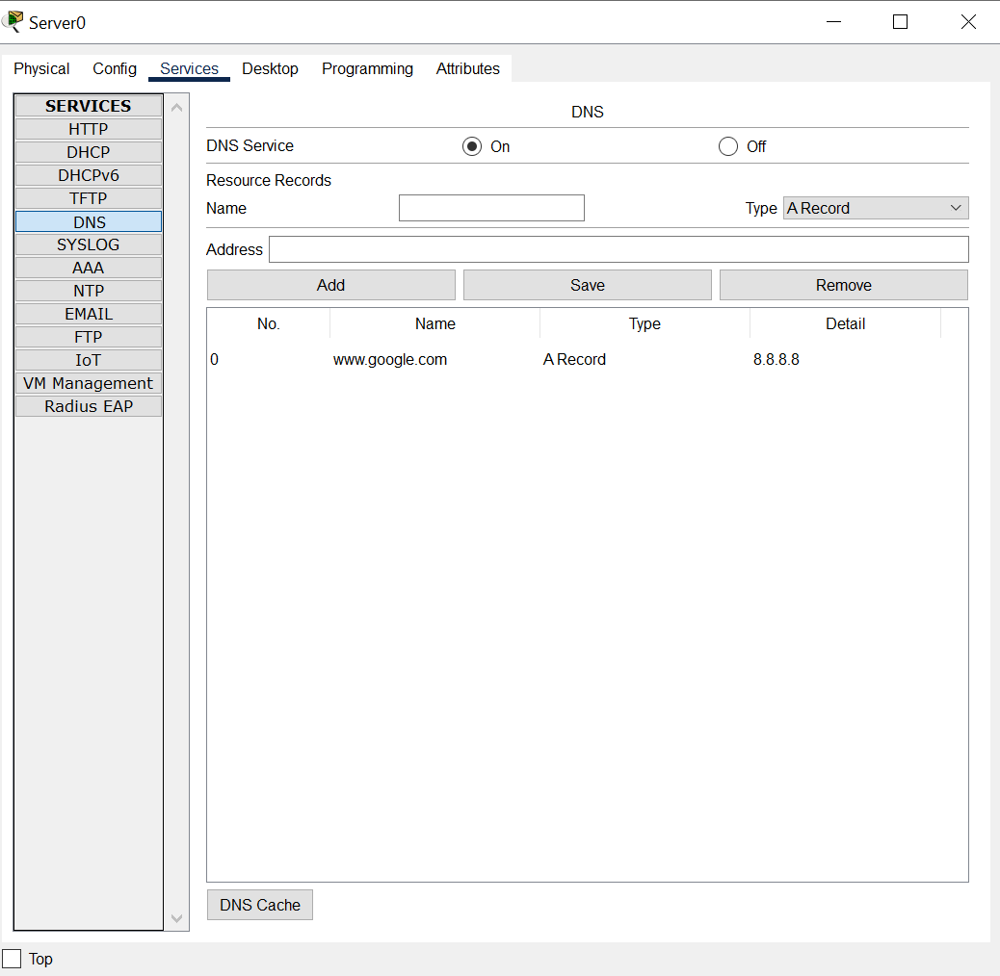 Server0
Physical Config Services Desktop Programming Attributes
SERVICES
HTTP
DHCP
DHCPv6
TFTP
DNS
SYSLOG
AAA
NTP
EMAIL
FTP
IoT
VM Management
Radius EAP
DNS
DNS Service On Off
Resource Records
Name Type A Record
Address
Add Save Remove
No. Name Type Detail
0 www.google.com A Record 8.8.8.8
DNS Cache
Top